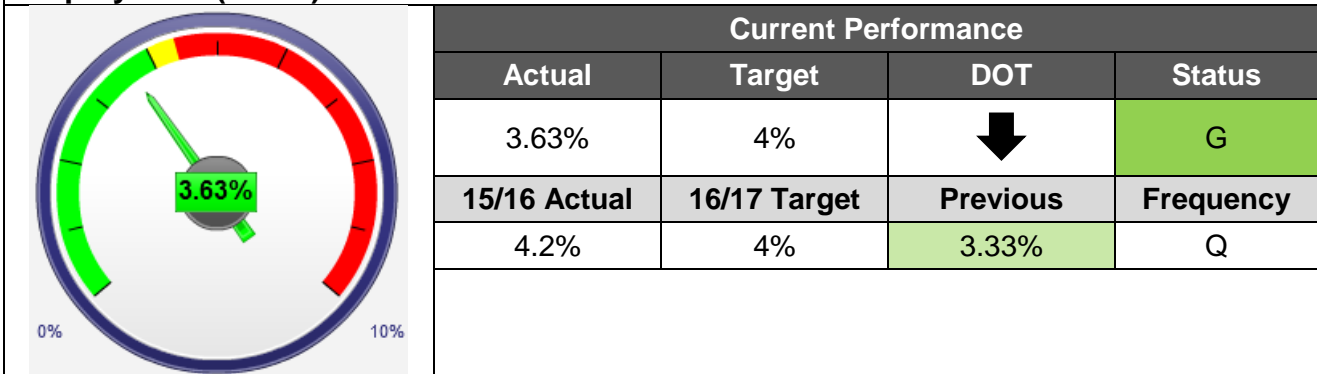 3.63%
0%
10%
Current Performance
Actual Target DOT Status
3.63% 4% G
15/16 Actual 16/17 Target Previous Frequency
4.2% 4% 3.33% Q